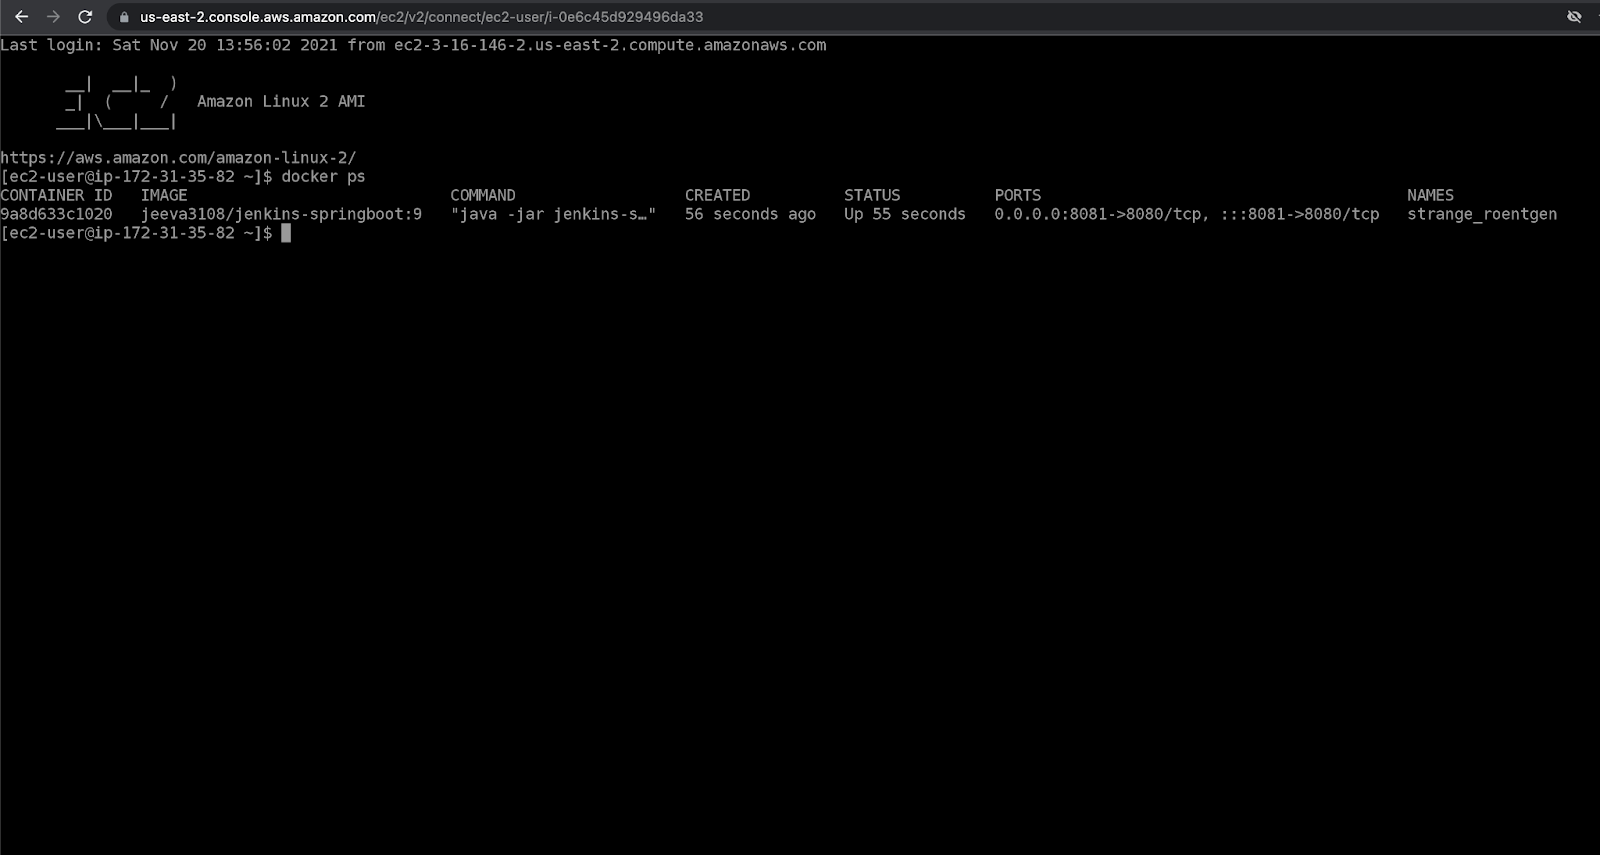 us-east-2.console.aws.amazon.com/ec2/v2/connect/ec2-user/i-0e6c45d929496da33
Last login: Sat Nov 20 13:56:02 2021 from ec2-3-16-146-2.us-east-2.compute.amazonaws.com
       __|  __|_  )
       _|  (     /   Amazon Linux 2 AMI
      ___|\___|___|
https://aws.amazon.com/amazon-linux-2/
[ec2-user@ip-172-31-35-82 ~]$ docker ps
CONTAINER ID   IMAGE                            COMMAND                  CREATED          STATUS          PORTS                                       NAMES
9a8d633c1020   jeeva3108/jenkins-springboot:9   "java -jar jenkins-s…"   56 seconds ago   Up 55 seconds   0.0.0.0:8081->8080/tcp, :::8081->8080/tcp   strange_roentgen
[ec2-user@ip-172-31-35-82 ~]$